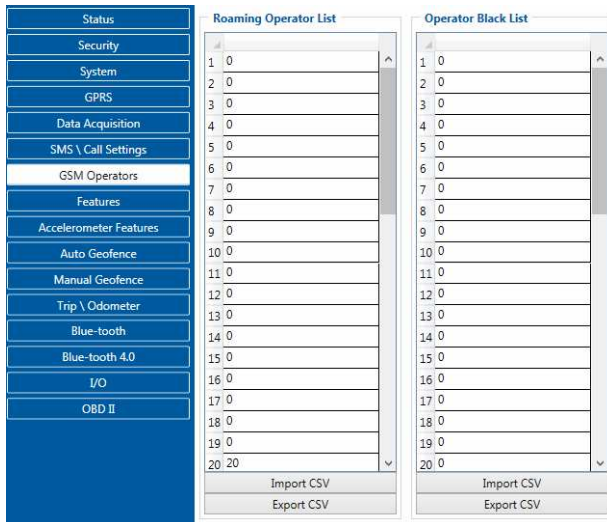 Status
Security
System
GPRS
Data Acquisition
SMS \ Call Settings
GSM Operators
Features
Accelerometer Features
Auto Geofence
Manual Geofence
Trip \ Odometer
Blue-tooth
Blue-tooth 4.0
I/O
OBD II
Roaming Operator List
1 0
2 0
3 0
4 0
5 0
6 0
7 0
8 0
9 0
10 0
11 0
12 0
13 0
14 0
15 0
16 0
17 0
18 0
19 0
20 20
Import CSV
Export CSV
Operator Black List
1 0
2 0
3 0
4 0
5 0
6 0
7 0
8 0
9 0
10 0
11 0
12 0
13 0
14 0
15 0
16 0
17 0
18 0
19 0
20 0
Import CSV
Export CSV